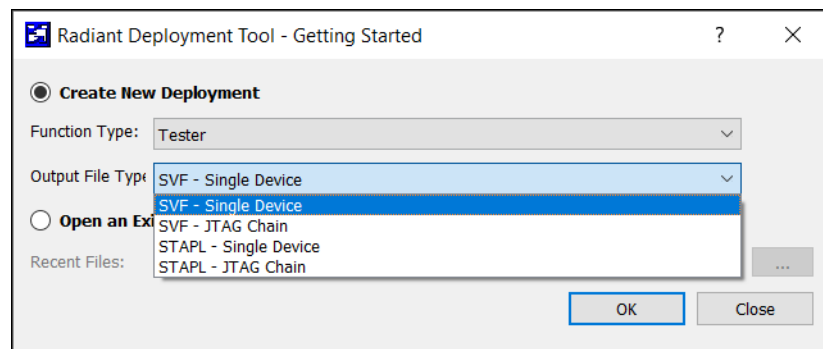 Radiant Deployment Tool - Getting Started
Create New Deployment
Function Type: Tester
Output File Type SVF - Single Device
SVF - Single Device
Open an Exi
SVF - JTAG Chain
STAPL - Single Device
Recent Files:
STAPL - JTAG Chain
...
OK Close